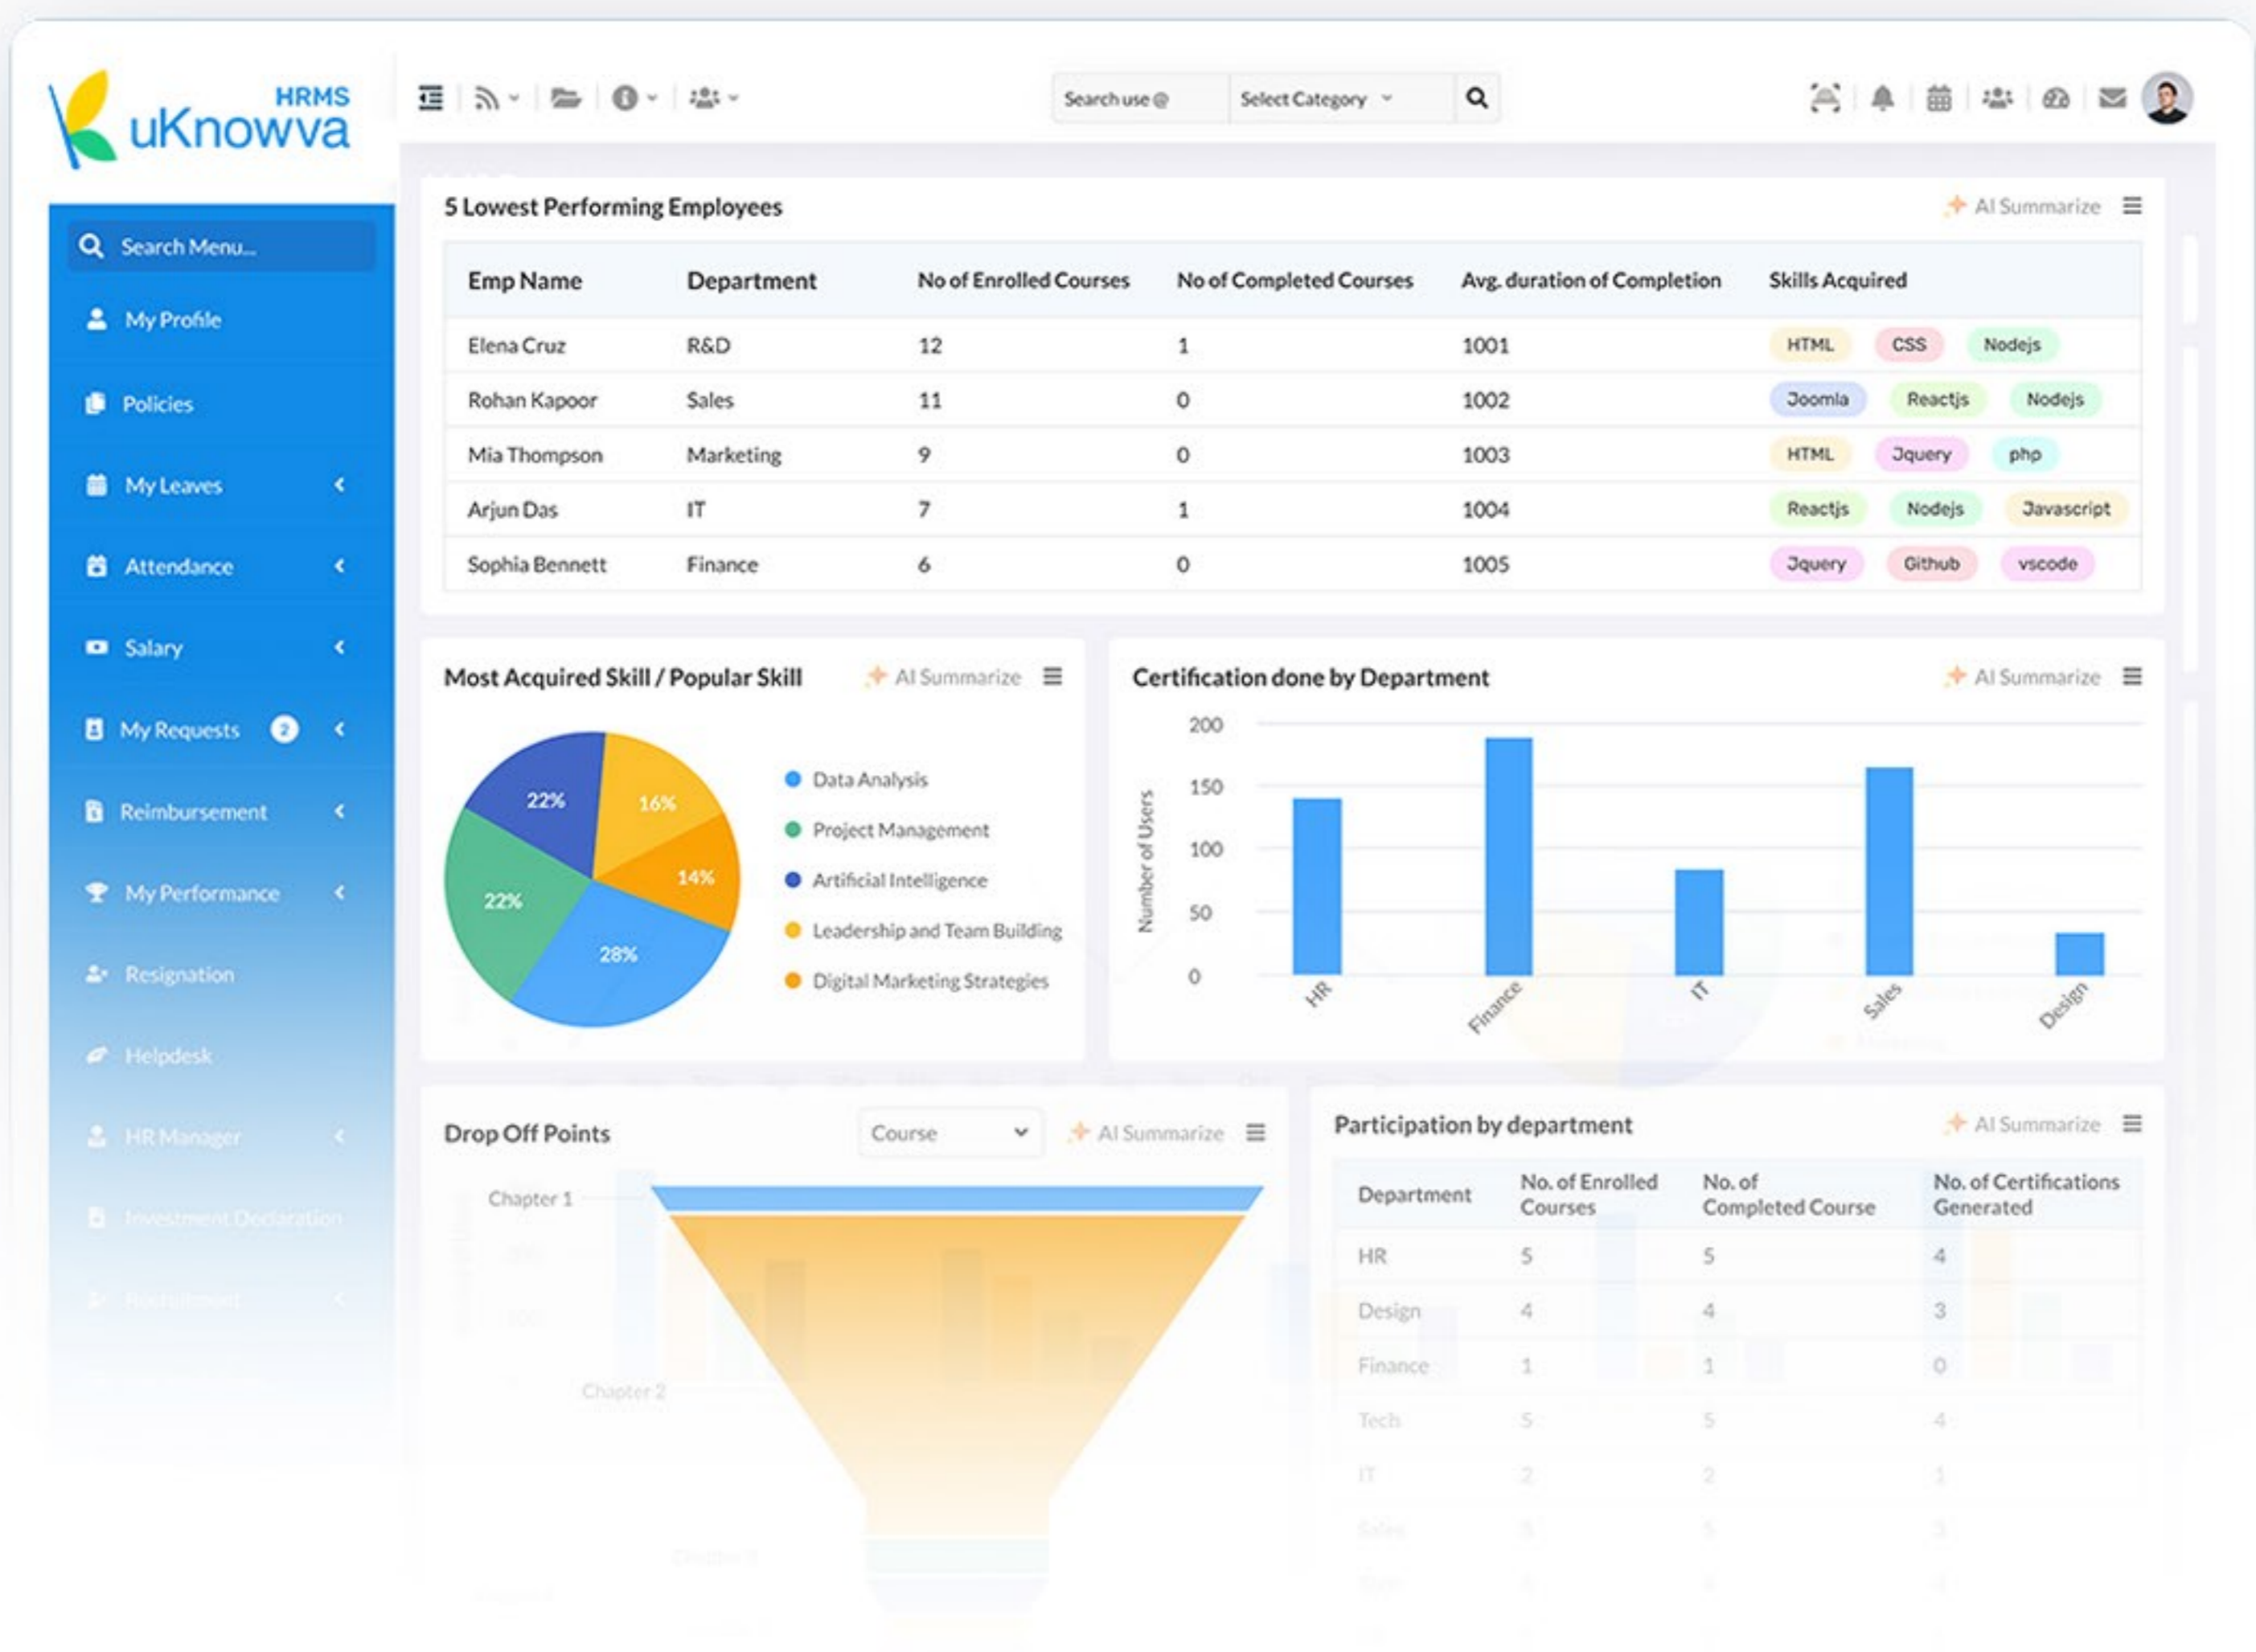 HRMS
uKnowva
Search use @ Select Category
Search Menu...
My Profile
Policies
My Leaves
Attendance
Salary
My Requests 2
Reimbursement
My Performance
Resignation
Helpdesk
HR Manager
Investment Declaration
Recruitment
5 Lowest Performing Employees AI Summarize
Emp Name Department No of Enrolled Courses No of Completed Courses Avg. duration of Completion Skills Acquired
Elena Cruz R&D 12 1 1001 HTML CSS Nodejs
Rohan Kapoor Sales 11 0 1002 Joomla Reactjs Nodejs
Mia Thompson Marketing 9 0 1003 HTML Jquery php
Arjun Das IT 7 1 1004 Reactjs Nodejs Javascript
Sophia Bennett Finance 6 0 1005 Jquery Github vscode
Most Acquired Skill / Popular Skill AI Summarize
22% 16%
14%
22%
28%
Data Analysis
Project Management
Artificial Intelligence
Leadership and Team Building
Digital Marketing Strategies
Certification done by Department AI Summarize
Number of Users
200
150
100
50
0
HR Finance IT Sales Design
Drop Off Points Course AI Summarize
Chapter 1
Chapter 2
Participation by department AI Summarize
Department No. of Enrolled No. of No. of Certifications
Courses Completed Course Generated
HR 5 5 4
Design 4 4 3
Finance 1 1 0
Tech 5 5 4
IT 2 2 1
Sales